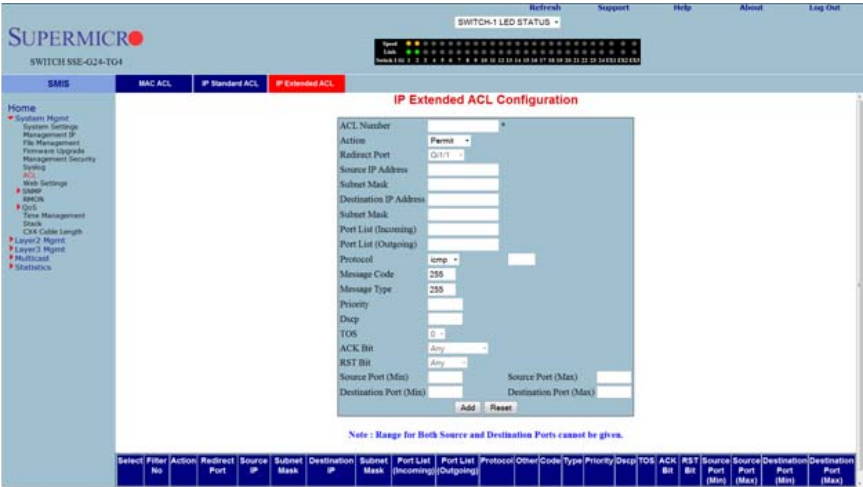 Refresh Support Help About Log Out
SWITCH-1 LED STATUS
SUPERMICRO
SWITCH SSE-G24-TG4
Speed
Link
SMIS
MAC ACL
IP Standard ACL
IP Extended ACL
Home
System Mgmt
System Settings
Management IP
File Management
Firmware Upgrade
Management Security
Syslog
ACL
Web Settings
SNMP
RMON
QoS
Time Management
Stack
CX4 Cable Length
Layer2 Mgmt
Layer3 Mgmt
Multicast
Statistics
IP Extended ACL Configuration
ACL Number *
Action Permit
Redirect Port Gi1/1
Source IP Address
Subnet Mask
Destination IP Address
Subnet Mask
Port List (Incoming)
Port List (Outgoing)
Protocol icmp
Message Code 255
Message Type 255
Priority
Dscp
TOS 0
ACK Bit Any
RST Bit Any
Source Port (Min) Source Port (Max)
Destination Port (Min) Destination Port (Max)
Add Reset
Note : Range for Both Source and Destination Ports cannot be given.
Select Filter No Action Redirect Port Source IP Subnet Mask Destination IP Subnet Mask Port List (Incoming) Port List (Outgoing) Protocol Other Code Type Priority Dscp TOS ACK Bit RST Bit Source Port (Min) Source Port (Max) Destination Port (Min) Destination Port (Max)